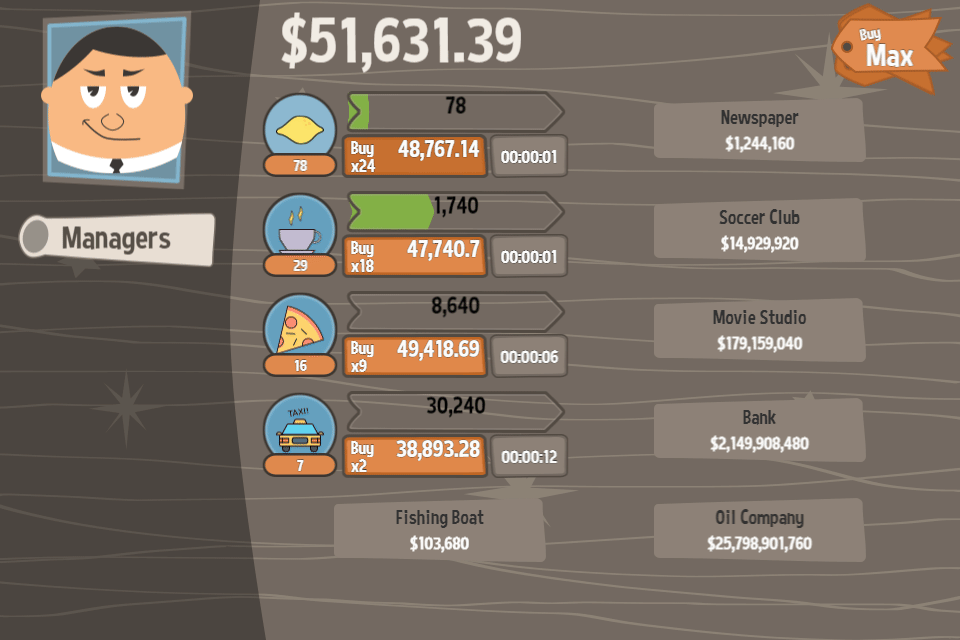 $51,631.39
Buy
Max
Managers
78
78
Buy
x24
48,767.14
00:00:01
29
1,740
Buy
x18
47,740.7
00:00:01
16
8,640
Buy
x9
49,418.69
00:00:06
TAXI!
7
30,240
Buy
x2
38,893.28
00:00:12
Fishing Boat
$103,680
Newspaper
$1,244,160
Soccer Club
$14,929,920
Movie Studio
$179,159,040
Bank
$2,149,908,480
Oil Company
$25,798,901,760